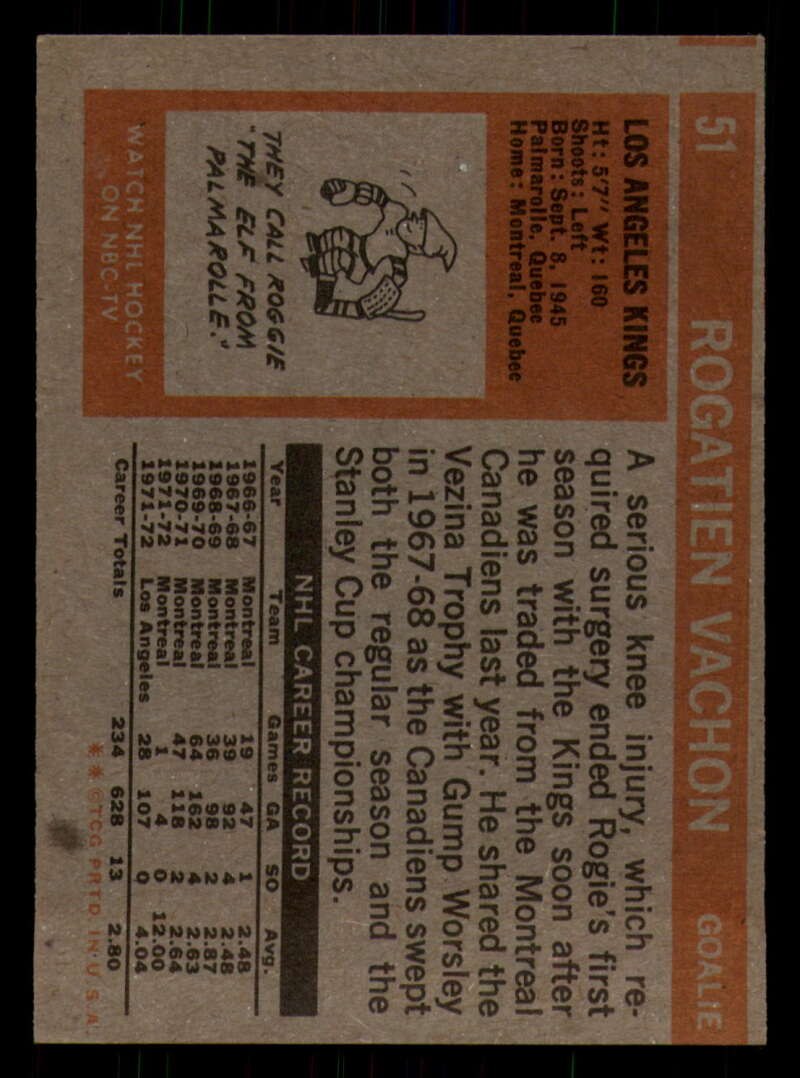 51 ROGATIEN VACHON GOALIE
LOS ANGELES KINGS
Ht: 5'7" Wt: 160
Shoots: Left
Born: Sept. 8, 1945
Palmarolle, Quebec
Home: Montreal, Quebec
THEY CALL ROGGIE
"THE ELF FROM
PALMAROLLE."
WATCH NHL HOCKEY
ON NBC-TV
A serious knee injury, which re-
quired surgery ended Rogie's first
season with the Kings soon after
he was traded from the Montreal
Canadiens last year. He shared the
Vezina Trophy with Gump Worsley
in 1967-68 as the Canadiens swept
both the regular season and the
Stanley Cup championships.
NHL CAREER RECORD
Year Team Games GA SO Avg.
1966-67 Montreal 19 47 1 2.48
1967-68 Montreal 39 92 4 2.48
1968-69 Montreal 36 98 2 2.87
1969-70 Montreal 64 162 4 2.63
1970-71 Montreal 47 118 2 2.64
1971-72 Montreal 1 4 0 12.00
1971-72 Los Angeles 28 107 0 4.04
Career Totals 234 628 13 2.80
* * ©TCG PRTD IN U.S.A.